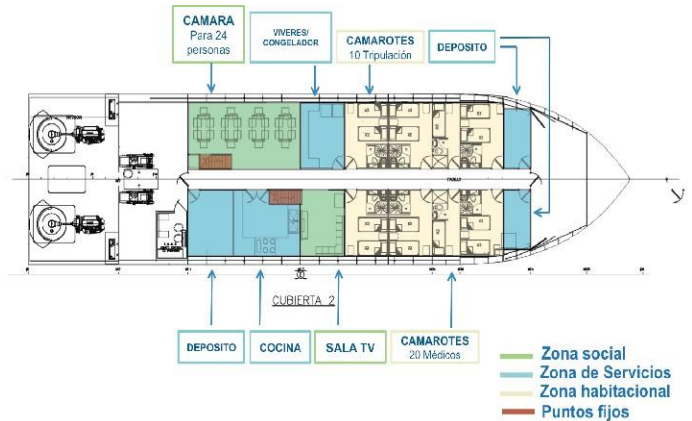 CAMARA
Para 24
personas
VIVERES/
CONGELADOR
CAMAROTES
10 Tripulación
DEPOSITO
PASILLO
CUBIERTA 2
DEPOSITO
COCINA
SALA TV
CAMAROTES
20 Médicos
Zona social
Zona de Servicios
Zona habitacional
Puntos fijos